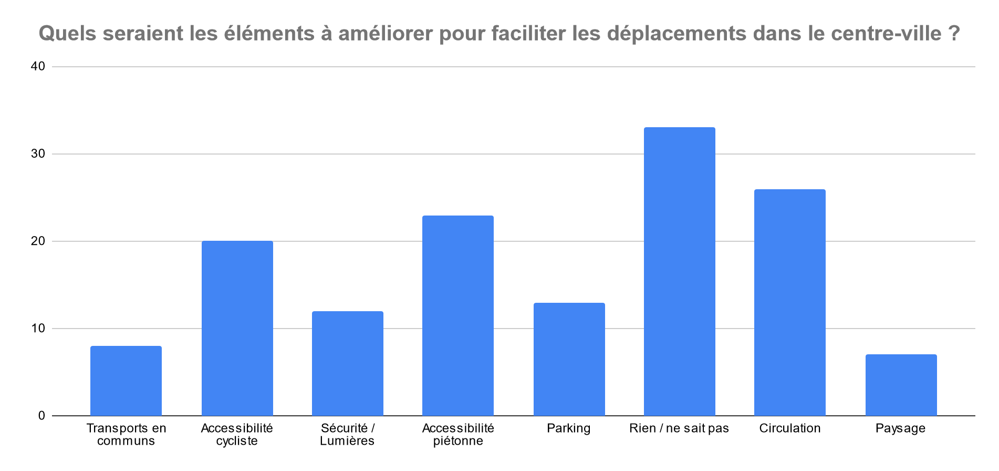 Quels seraient les éléments à améliorer pour faciliter les déplacements dans le centre-ville ?
40
30
20
10
0
Transports en
communs
Accessibilité
cycliste
Sécurité /
Lumières
Accessibilité
piétonne
Parking
Rien / ne sait pas
Circulation
Paysage